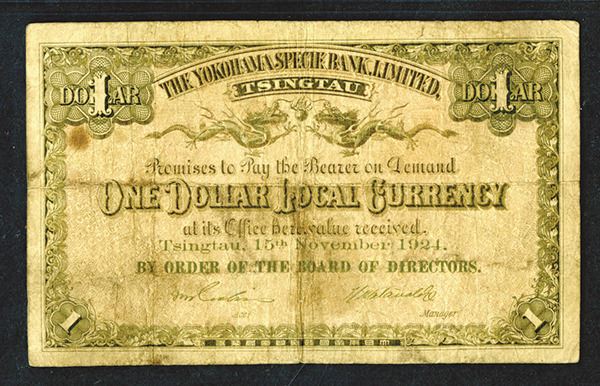 THE YOKOHAMA SPECIE BANK, LIMITED.
TSINGTAU
DOLLAR 1
DOLLAR 1
Promises to Pay the Bearer on Demand
ONE DOLLAR LOCAL CURRENCY
at its Office here, value received.
Tsingtau, 15th November 1924.
BY ORDER OF THE BOARD OF DIRECTORS.
Manager
1
1